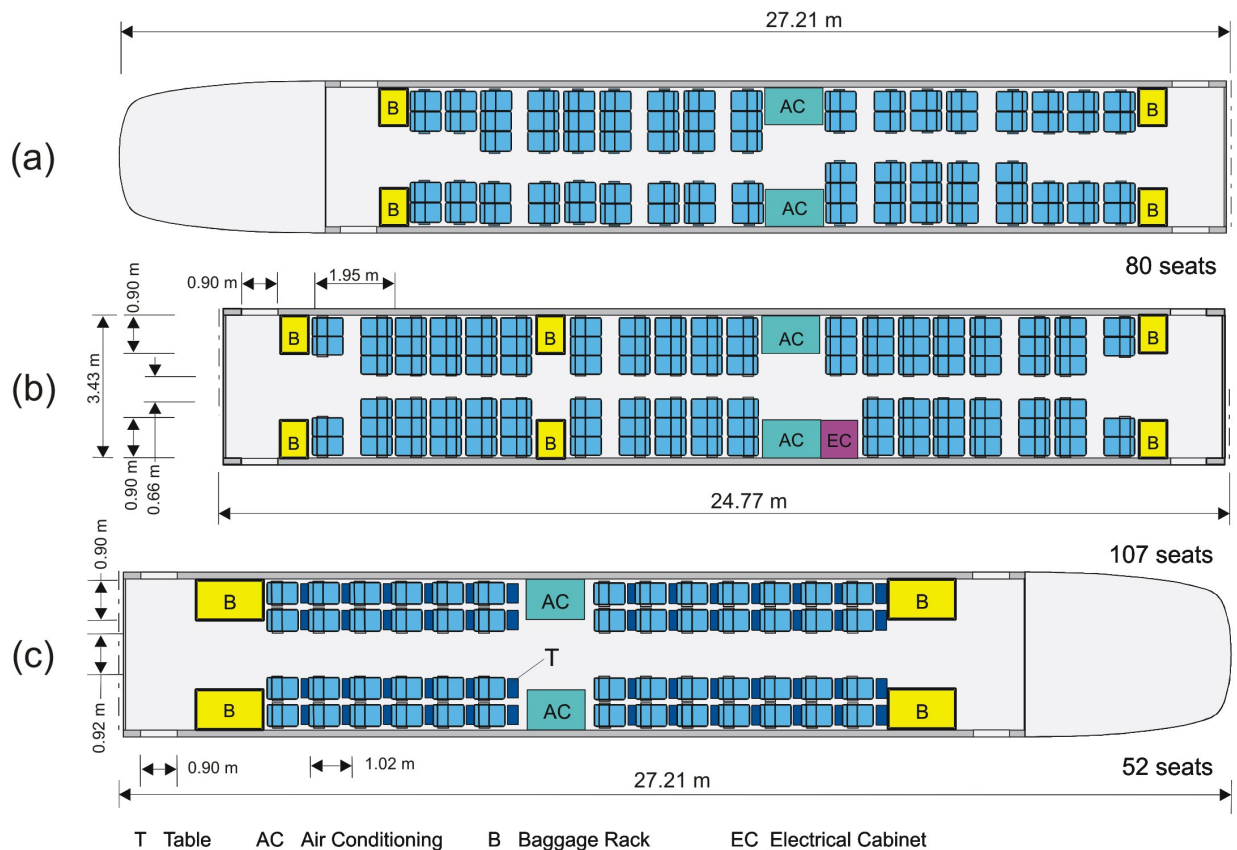 27.21 m
(a)
B
AC
B
B
AC
B
80 seats
0.90 m
0.90 m
1.95 m
(b)
3.43 m
0.90 m
0.66 m
B
B
AC
B
B
B
AC
EC
B
24.77 m
107 seats
0.90 m
(c)
B
AC
B
T
B
AC
B
0.92 m
0.90 m
1.02 m
52 seats
27.21 m
T Table AC Air Conditioning B Baggage Rack EC Electrical Cabinet